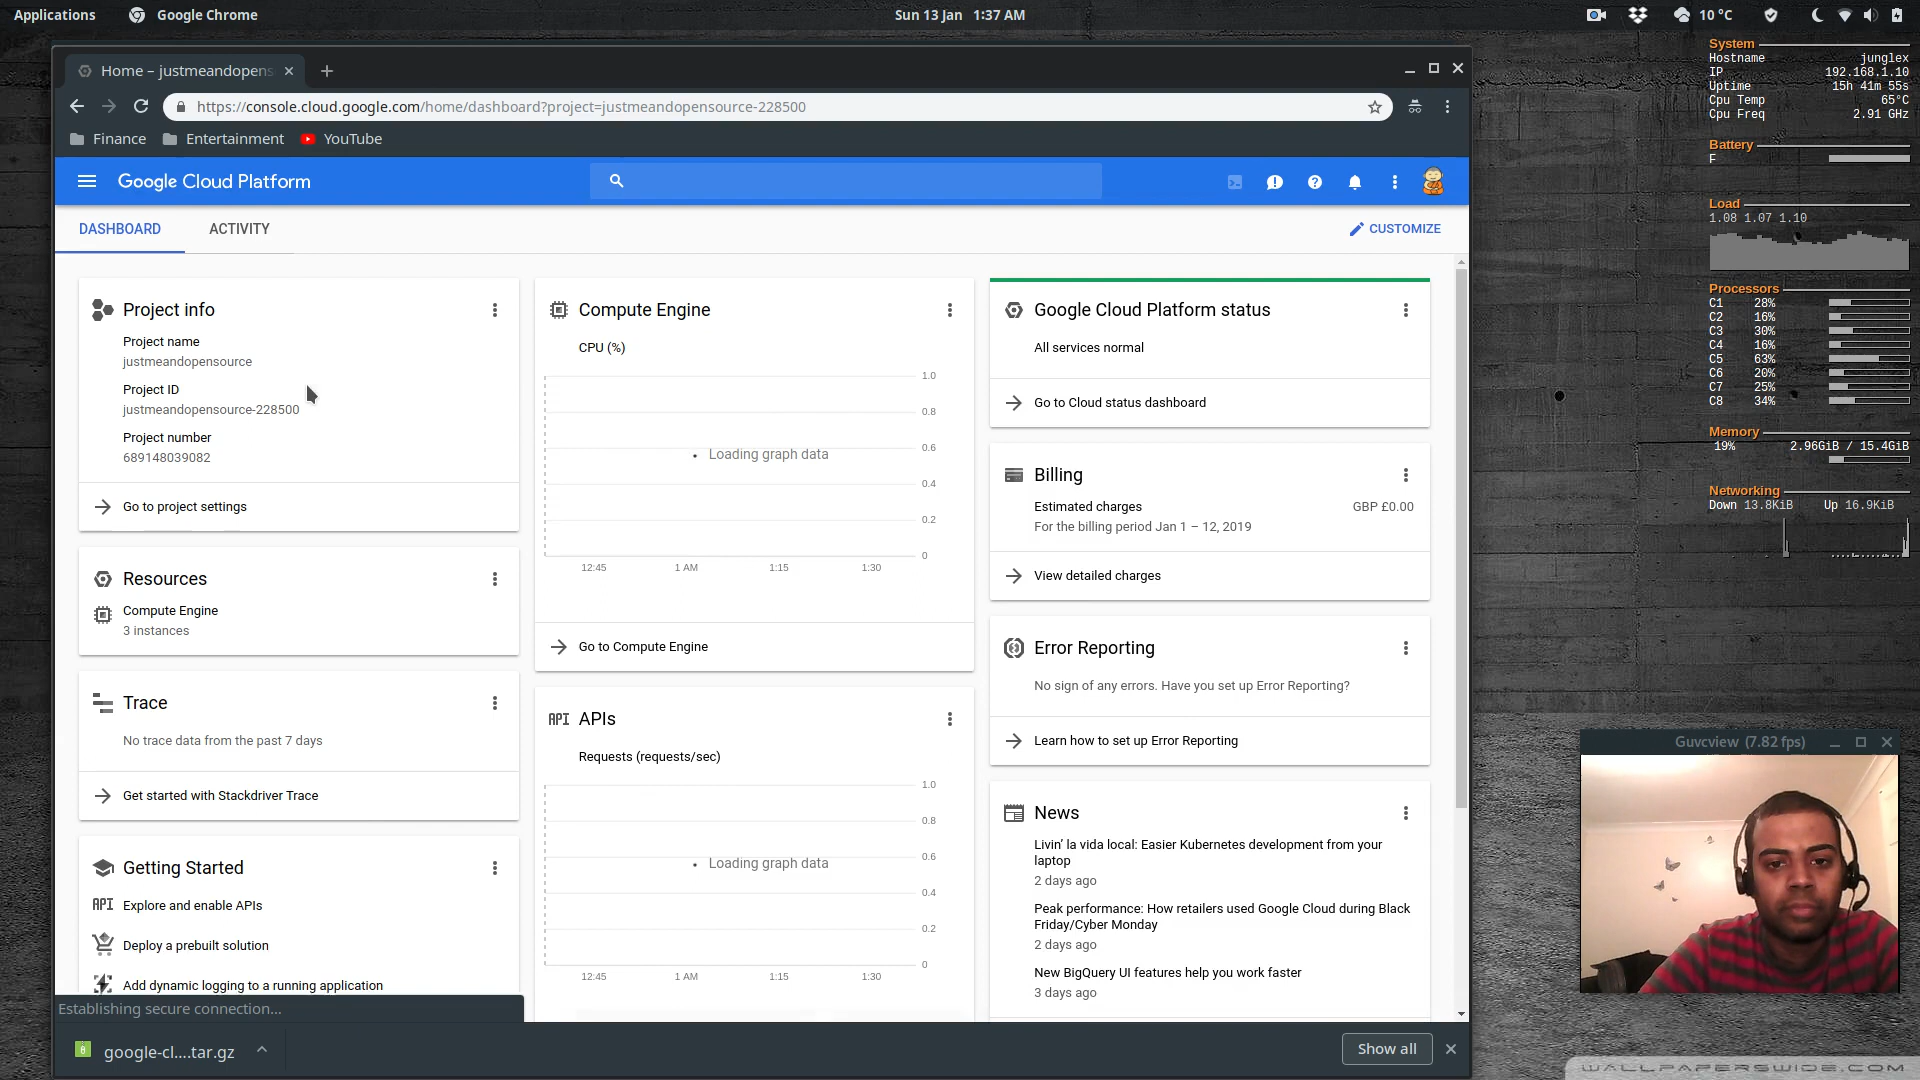 Applications
Google Chrome
Sun 13 Jan 1:37 AM
10 °C
Home – justmeandopens
https://console.cloud.google.com/home/dashboard?project=justmeandopensource-228500
Finance
Entertainment
YouTube
Google Cloud Platform
DASHBOARD
ACTIVITY
CUSTOMIZE
Project info
Project name
justmeandopensource
Project ID
justmeandopensource-228500
Project number
689148039082
Go to project settings
Resources
Compute Engine
3 instances
Trace
No trace data from the past 7 days
Get started with Stackdriver Trace
Getting Started
API Explore and enable APIs
Deploy a prebuilt solution
Add dynamic logging to a running application
Establishing secure connection...
Compute Engine
CPU (%)
1.0
0.8
0.6
Loading graph data
0.4
0.2
0
12:45 1 AM 1:15 1:30
Go to Compute Engine
API APIs
Requests (requests/sec)
1.0
0.8
0.6
Loading graph data
0.4
0.2
0
12:45 1 AM 1:15 1:30
Google Cloud Platform status
All services normal
Go to Cloud status dashboard
Billing
Estimated charges GBP £0.00
For the billing period Jan 1 – 12, 2019
View detailed charges
Error Reporting
No sign of any errors. Have you set up Error Reporting?
Learn how to set up Error Reporting
News
Livin' la vida local: Easier Kubernetes development from your
laptop
2 days ago
Peak performance: How retailers used Google Cloud during Black
Friday/Cyber Monday
2 days ago
New BigQuery UI features help you work faster
3 days ago
google-cl....tar.gz
Show all
System
Hostname junglex
IP 192.168.1.10
Uptime 15h 41m 55s
Cpu Temp 65°C
Cpu Freq 2.91 GHz
Battery
F
Load
1.08 1.07 1.10
Processors
C1 28%
C2 16%
C3 30%
C4 16%
C5 63%
C6 20%
C7 25%
C8 34%
Memory
19% 2.96GiB / 15.4GiB
Networking
Down 13.8KiB Up 16.9KiB
Guvcview (7.82 fps)
WALLPAPERSWIDE.COM